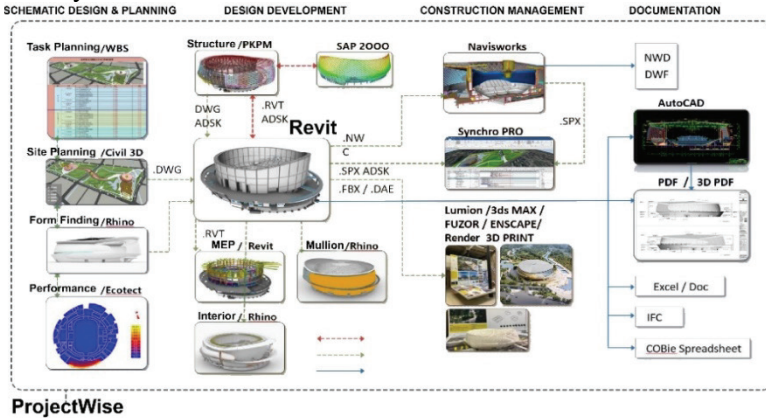 SCHEMATIC DESIGN & PLANNING
DESIGN DEVELOPMENT
CONSTRUCTION MANAGEMENT
DOCUMENTATION
Task Planning/WBS
Site Planning /Civil 3D
.DWG
Form Finding/Rhino
Performance /Ecotect
Structure /PKPM
SAP 2000
DWG
ADSK
.RVT
ADSK
Revit
.RVT
MEP / Revit
Mullion/Rhino
Interior / Rhino
.NW
C
.SPX ADSK
.FBX / .DAE
Navisworks
.SPX
Synchro PRO
Lumion /3ds MAX /
FUZOR / ENSCAPE/
Render 3D PRINT
NWD
DWF
AutoCAD
PDF / 3D PDF
Excel / Doc
IFC
COBie Spreadsheet
ProjectWise